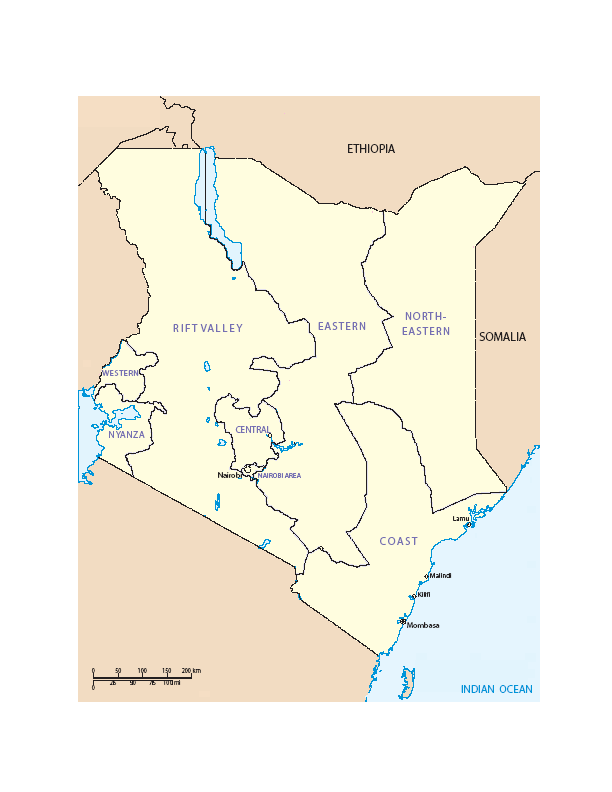 ETHIOPIA
NORTH-
EASTERN
RIFT VALLEY
EASTERN
SOMALIA
WESTERN
NYANZA
CENTRAL
Nairobi
NAIROBI AREA
Lamu
COAST
Malindi
Kilifi
Mombasa
0 50 100 150 200 km
0 25 50 75 100 mi
INDIAN OCEAN